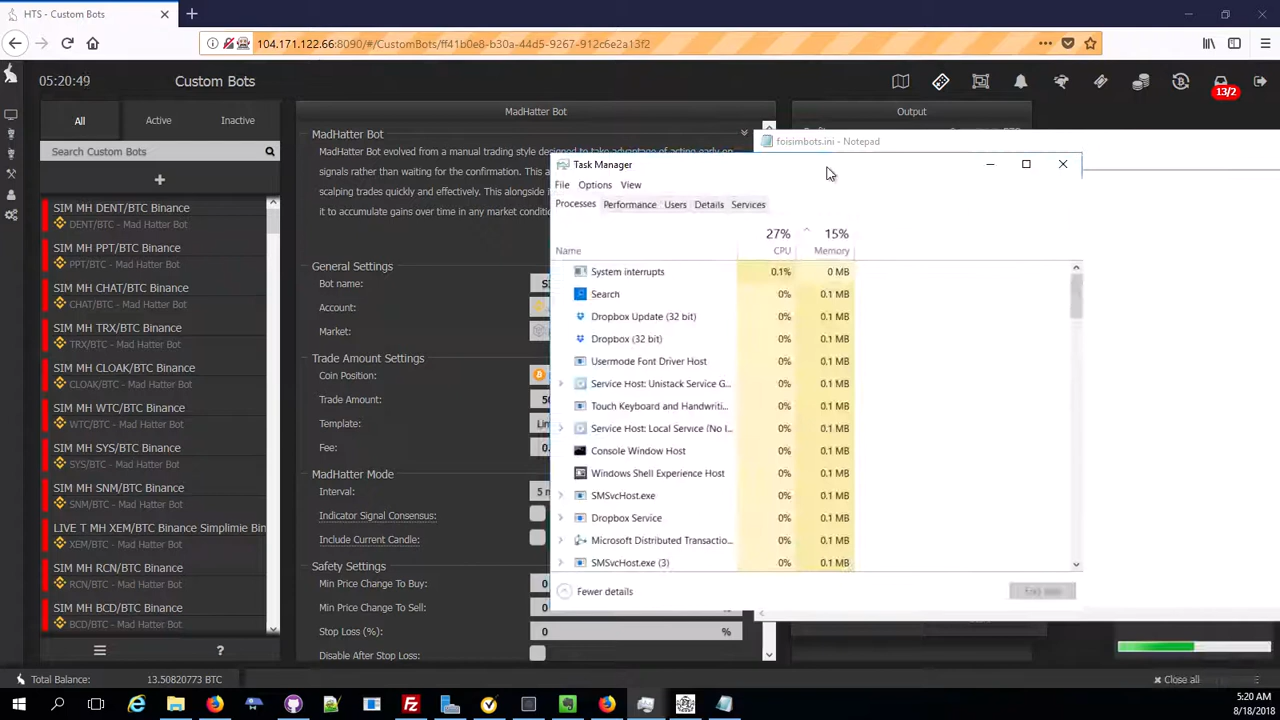 HTS - Custom Bots
104.171.122.66:8090/#/CustomBots/ff41b0e8-b30a-44d5-9267-912c6e2a13f2
05:20:49
Custom Bots
13/2
All
Active
Inactive
Search Custom Bots
SIM MH DENT/BTC Binance
DENT/BTC - Mad Hatter Bot
SIM MH PPT/BTC Binance
PPT/BTC - Mad Hatter Bot
SIM MH CHAT/BTC Binance
CHAT/BTC - Mad Hatter Bot
SIM MH TRX/BTC Binance
TRX/BTC - Mad Hatter Bot
SIM MH CLOAK/BTC Binance
CLOAK/BTC - Mad Hatter Bot
SIM MH WTC/BTC Binance
WTC/BTC - Mad Hatter Bot
SIM MH SYS/BTC Binance
SYS/BTC - Mad Hatter Bot
SIM MH SNM/BTC Binance
SNM/BTC - Mad Hatter Bot
LIVE T MH XEM/BTC Binance Simplimie Bin
XEM/BTC - Mad Hatter Bot
SIM MH RCN/BTC Binance
RCN/BTC - Mad Hatter Bot
SIM MH BCD/BTC Binance
BCD/BTC - Mad Hatter Bot
?
MadHatter Bot
MadHatter Bot
MadHatter Bot evolved from a manual trading style designed to take advantage of acting early on
signals rather than waiting for the confirmation. This a
scalping trades quickly and effectively. This alongside i
it to accumulate gains over time in any market conditio
General Settings
Bot name:
Account:
Market:
Trade Amount Settings
Coin Position:
Trade Amount:
Template:
Fee:
MadHatter Mode
Interval: 5 m
Indicator Signal Consensus:
Include Current Candle:
Safety Settings
Min Price Change To Buy: 0
Min Price Change To Sell: 0
Stop Loss (%): 0 %
Disable After Stop Loss:
Output
foisimbots.ini - Notepad
Task Manager
File Options View
Processes Performance Users Details Services
27% 15%
Name CPU Memory
System interrupts 0.1% 0 MB
Search 0% 0.1 MB
Dropbox Update (32 bit) 0% 0.1 MB
Dropbox (32 bit) 0% 0.1 MB
Usermode Font Driver Host 0% 0.1 MB
Service Host: Unistack Service G... 0% 0.1 MB
Touch Keyboard and Handwriti... 0% 0.1 MB
Service Host: Local Service (No I... 0% 0.1 MB
Console Window Host 0% 0.1 MB
Windows Shell Experience Host 0% 0.1 MB
SMSvcHost.exe 0% 0.1 MB
Dropbox Service 0% 0.1 MB
Microsoft Distributed Transactio... 0% 0.1 MB
SMSvcHost.exe (3) 0% 0.1 MB
Fewer details
Total Balance: 13.50820773 BTC
Close all
5:20 AM
8/18/2018